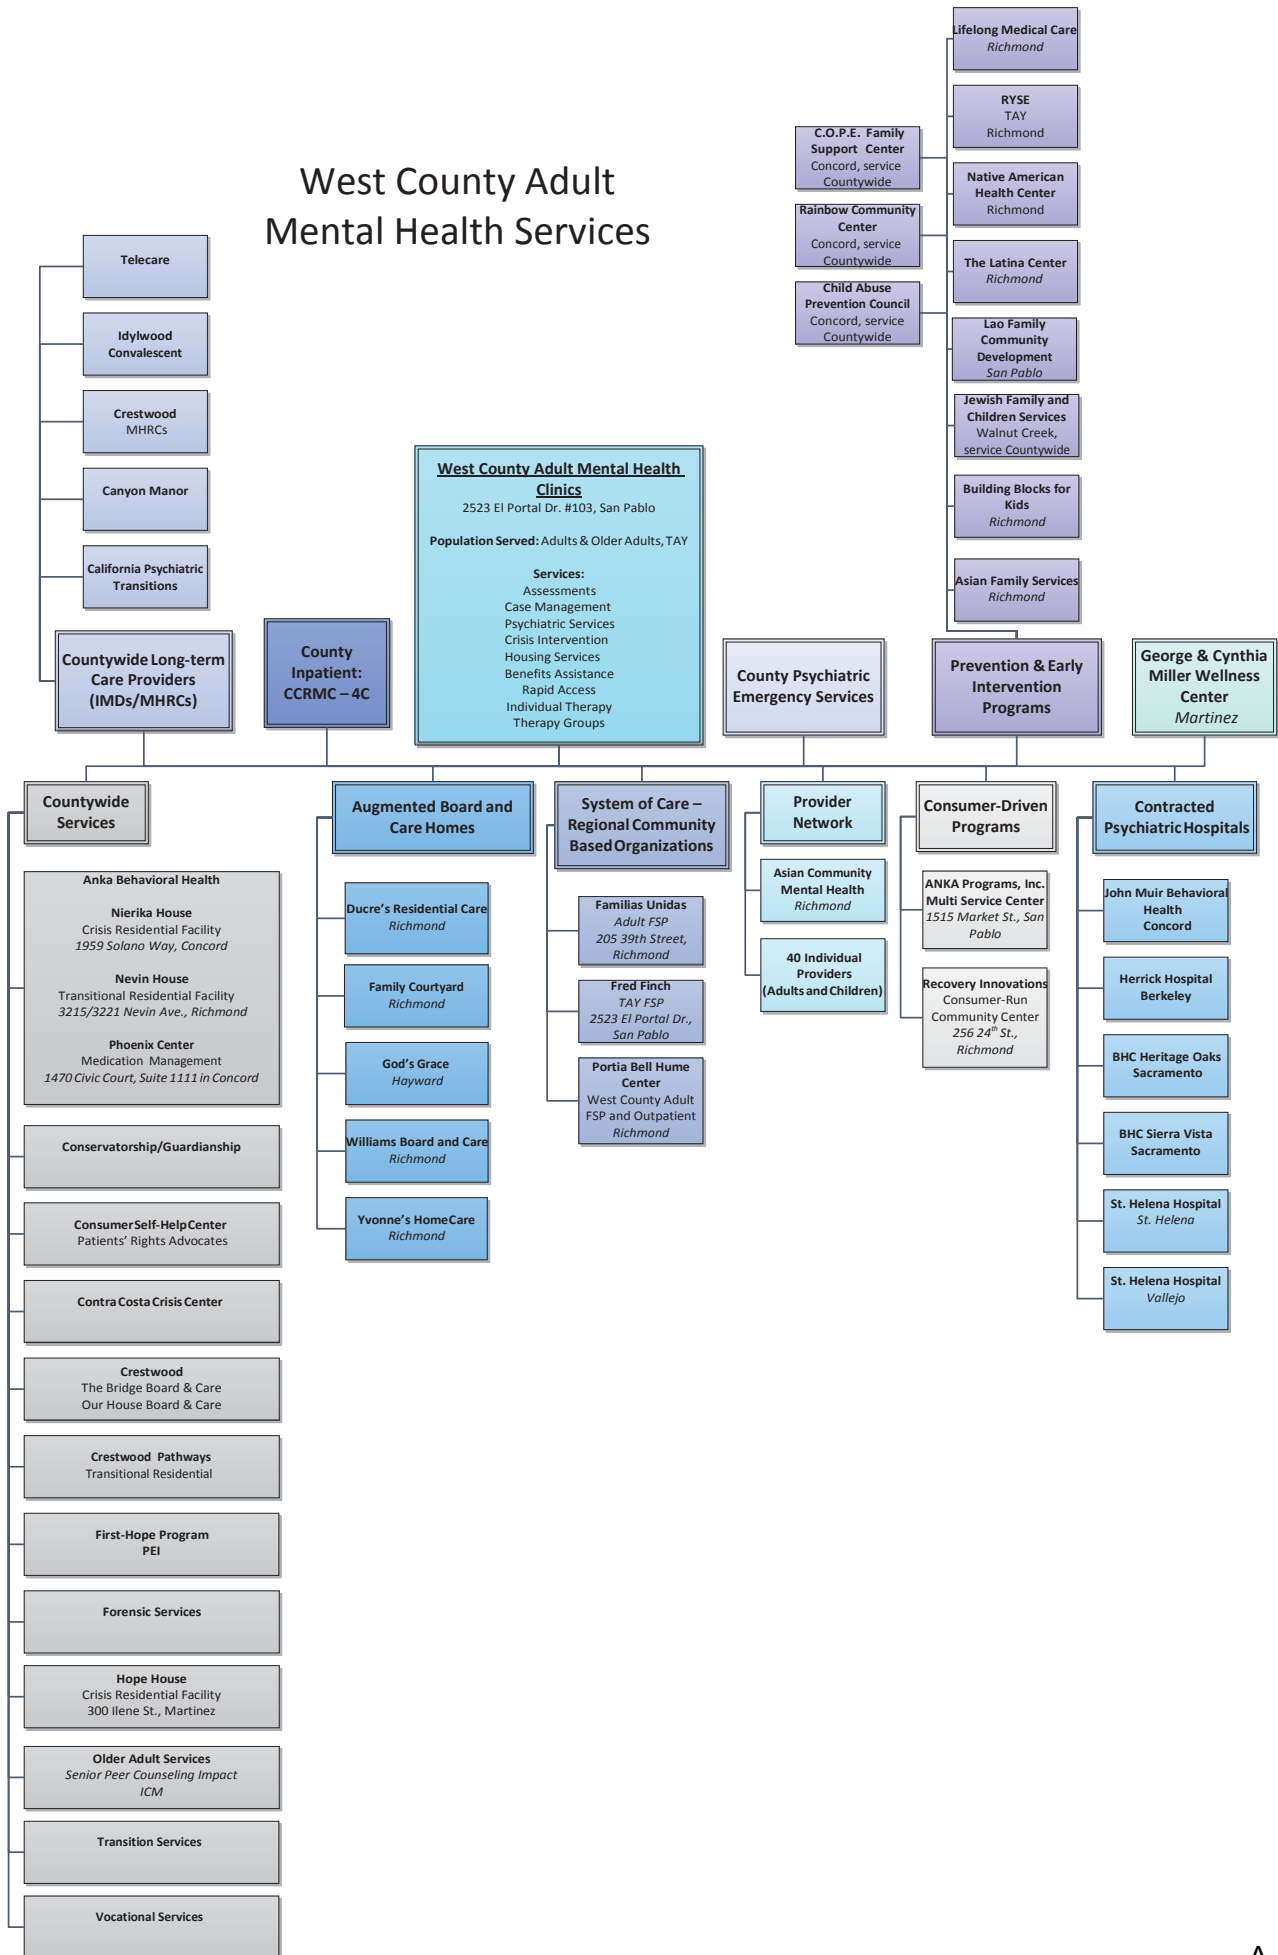 West County Adult
Mental Health Services
Lifelong Medical Care
Richmond
RYSE
TAY
Richmond
C.O.P.E. Family
Support Center
Concord, service
Countywide
Native American
Health Center
Richmond
Rainbow Community
Center
Concord, service
Countywide
The Latina Center
Richmond
Child Abuse
Prevention Council
Concord, service
Countywide
Lao Family
Community
Development
San Pablo
Jewish Family and
Children Services
Walnut Creek,
service Countywide
Building Blocks for
Kids
Richmond
Asian Family Services
Richmond
Telecare
Idylwood
Convalescent
Crestwood
MHRCs
Canyon Manor
California Psychiatric
Transitions
Countywide Long-term
Care Providers
(IMDs/MHRCs)
County
Inpatient:
CCRMC – 4C
West County Adult Mental Health
Clinics
2523 El Portal Dr. #103, San Pablo
Population Served: Adults & Older Adults, TAY
Services:
Assessments
Case Management
Psychiatric Services
Crisis Intervention
Housing Services
Benefits Assistance
Rapid Access
Individual Therapy
Therapy Groups
County Psychiatric
Emergency Services
Prevention & Early
Intervention
Programs
George & Cynthia
Miller Wellness
Center
Martinez
Countywide
Services
Anka Behavioral Health
Nierika House
Crisis Residential Facility
1959 Solano Way, Concord
Nevin House
Transitional Residential Facility
3215/3221 Nevin Ave., Richmond
Phoenix Center
Medication Management
1470 Civic Court, Suite 1111 in Concord
Conservatorship/Guardianship
Consumer Self-Help Center
Patients' Rights Advocates
Contra Costa Crisis Center
Crestwood
The Bridge Board & Care
Our House Board & Care
Crestwood Pathways
Transitional Residential
First-Hope Program
PEI
Forensic Services
Hope House
Crisis Residential Facility
300 Ilene St., Martinez
Older Adult Services
Senior Peer Counseling Impact
ICM
Transition Services
Vocational Services
Augmented Board and
Care Homes
Ducre's Residential Care
Richmond
Family Courtyard
Richmond
God's Grace
Hayward
Williams Board and Care
Richmond
Yvonne's HomeCare
Richmond
System of Care –
Regional Community
Based Organizations
Familias Unidas
Adult FSP
205 39th Street,
Richmond
Fred Finch
TAY FSP
2523 El Portal Dr.,
San Pablo
Portia Bell Hume
Center
West County Adult
FSP and Outpatient
Richmond
Provider
Network
Asian Community
Mental Health
Richmond
40 Individual
Providers
(Adults and Children)
Consumer-Driven
Programs
ANKA Programs, Inc.
Multi Service Center
1515 Market St., San
Pablo
Recovery Innovations
Consumer-Run
Community Center
256 24th St.,
Richmond
Contracted
Psychiatric Hospitals
John Muir Behavioral
Health
Concord
Herrick Hospital
Berkeley
BHC Heritage Oaks
Sacramento
BHC Sierra Vista
Sacramento
St. Helena Hospital
St. Helena
St. Helena Hospital
Vallejo